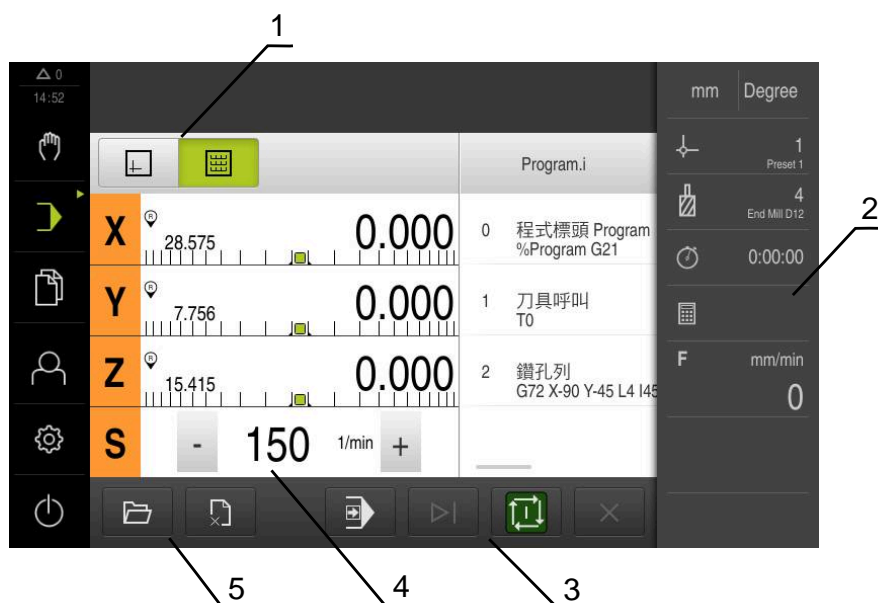 1
0
14:52
mm Degree
Program.i
1
Preset 1
4
End Mill D12
2
0:00:00
X
R
28.575
0.000
0 程式標頭 Program
%Program G21
Y
R
7.756
0.000
1 刀具呼叫
T0
Z
R
15.415
0.000
2 鑽孔列
G72 X-90 Y-45 L4 I45
F mm/min
0
S - 150 1/min +
5
4
3